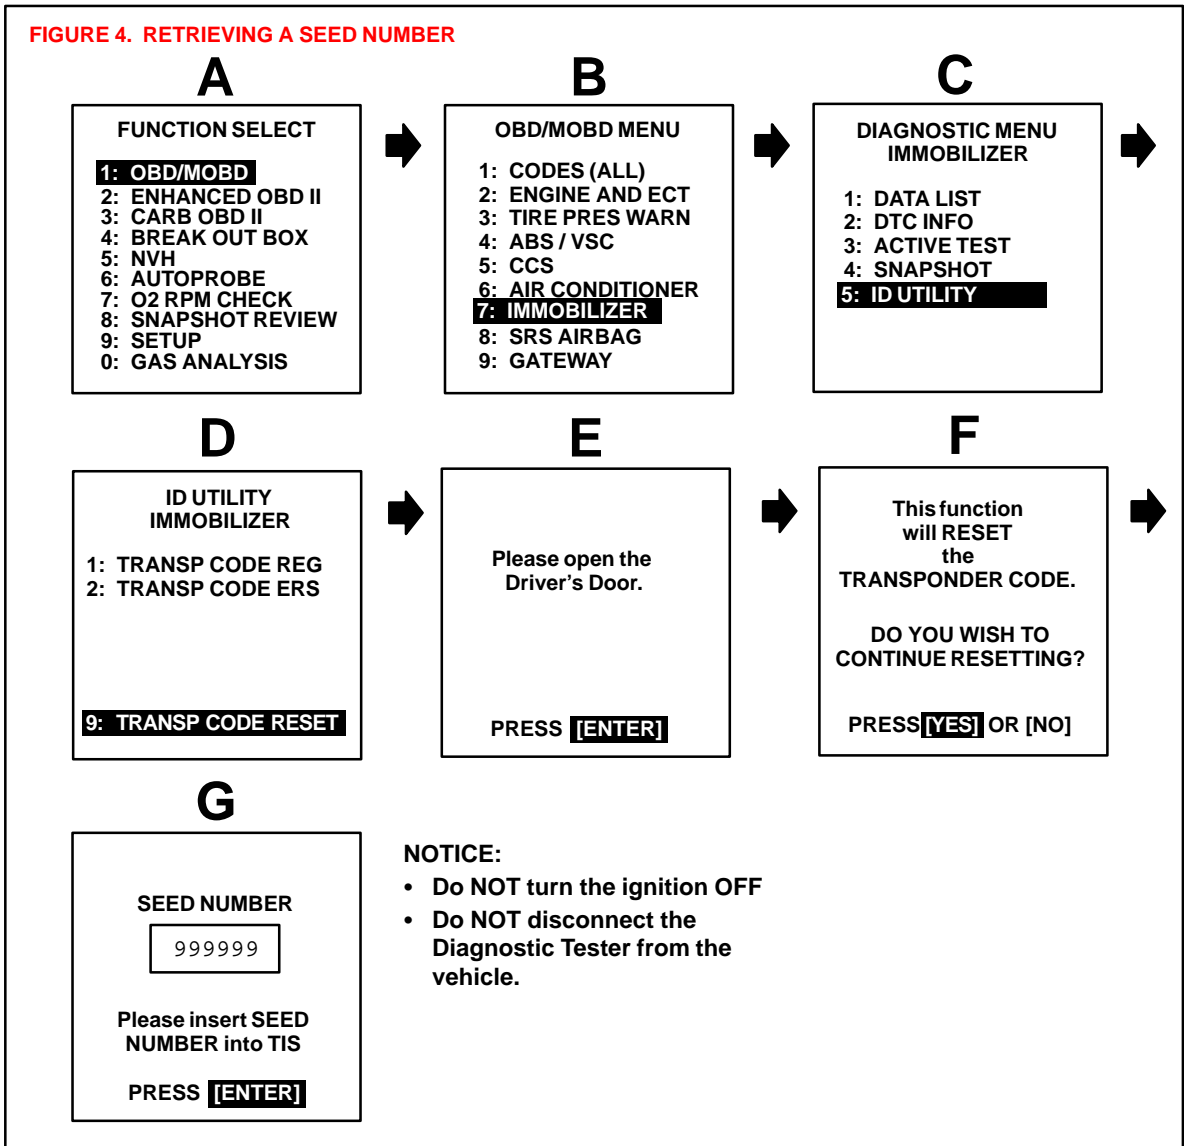 FIGURE 4. RETRIEVING A SEED NUMBER
A
FUNCTION SELECT
1: OBD/MOBD
2: ENHANCED OBD II
3: CARB OBD II
4: BREAK OUT BOX
5: NVH
6: AUTOPROBE
7: O2 RPM CHECK
8: SNAPSHOT REVIEW
9: SETUP
0: GAS ANALYSIS
B
OBD/MOBD MENU
1: CODES (ALL)
2: ENGINE AND ECT
3: TIRE PRES WARN
4: ABS / VSC
5: CCS
6: AIR CONDITIONER
7: IMMOBILIZER
8: SRS AIRBAG
9: GATEWAY
C
DIAGNOSTIC MENU
IMMOBILIZER
1: DATA LIST
2: DTC INFO
3: ACTIVE TEST
4: SNAPSHOT
5: ID UTILITY
D
ID UTILITY
IMMOBILIZER
1: TRANSP CODE REG
2: TRANSP CODE ERS
9: TRANSP CODE RESET
E
Please open the
Driver's Door.
PRESS [ENTER]
F
This function
will RESET
the
TRANSPONDER CODE.
DO YOU WISH TO
CONTINUE RESETTING?
PRESS [YES] OR [NO]
G
SEED NUMBER
999999
Please insert SEED
NUMBER into TIS
PRESS [ENTER]
NOTICE:
• Do NOT turn the ignition OFF
• Do NOT disconnect the
Diagnostic Tester from the
vehicle.